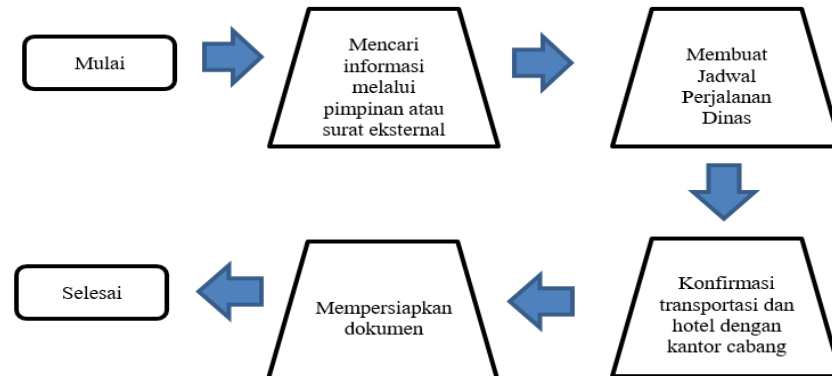 Mulai
Mencari
informasi
melalui
pimpinan atau
surat eksternal
Membuat
Jadwal
Perjalanan
Dinas
Konfirmasi
transportasi dan
hotel dengan
kantor cabang
Mempersiapkan
dokumen
Selesai